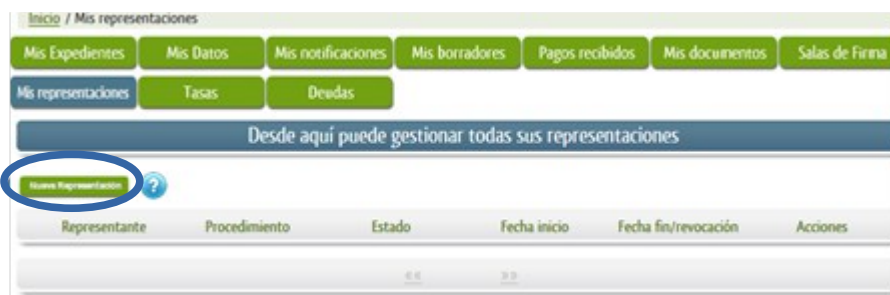 Inicio / Mis representaciones
Mis Expedientes Mis Datos Mis notificaciones Mis borradores Pagos recibidos Mis documentos Salas de Firma
Mis representaciones Tasas Deudas
Desde aquí puede gestionar todas sus representaciones
Nueva Representación ?
Representante Procedimiento Estado Fecha inicio Fecha fin/revocación Acciones
<< >>